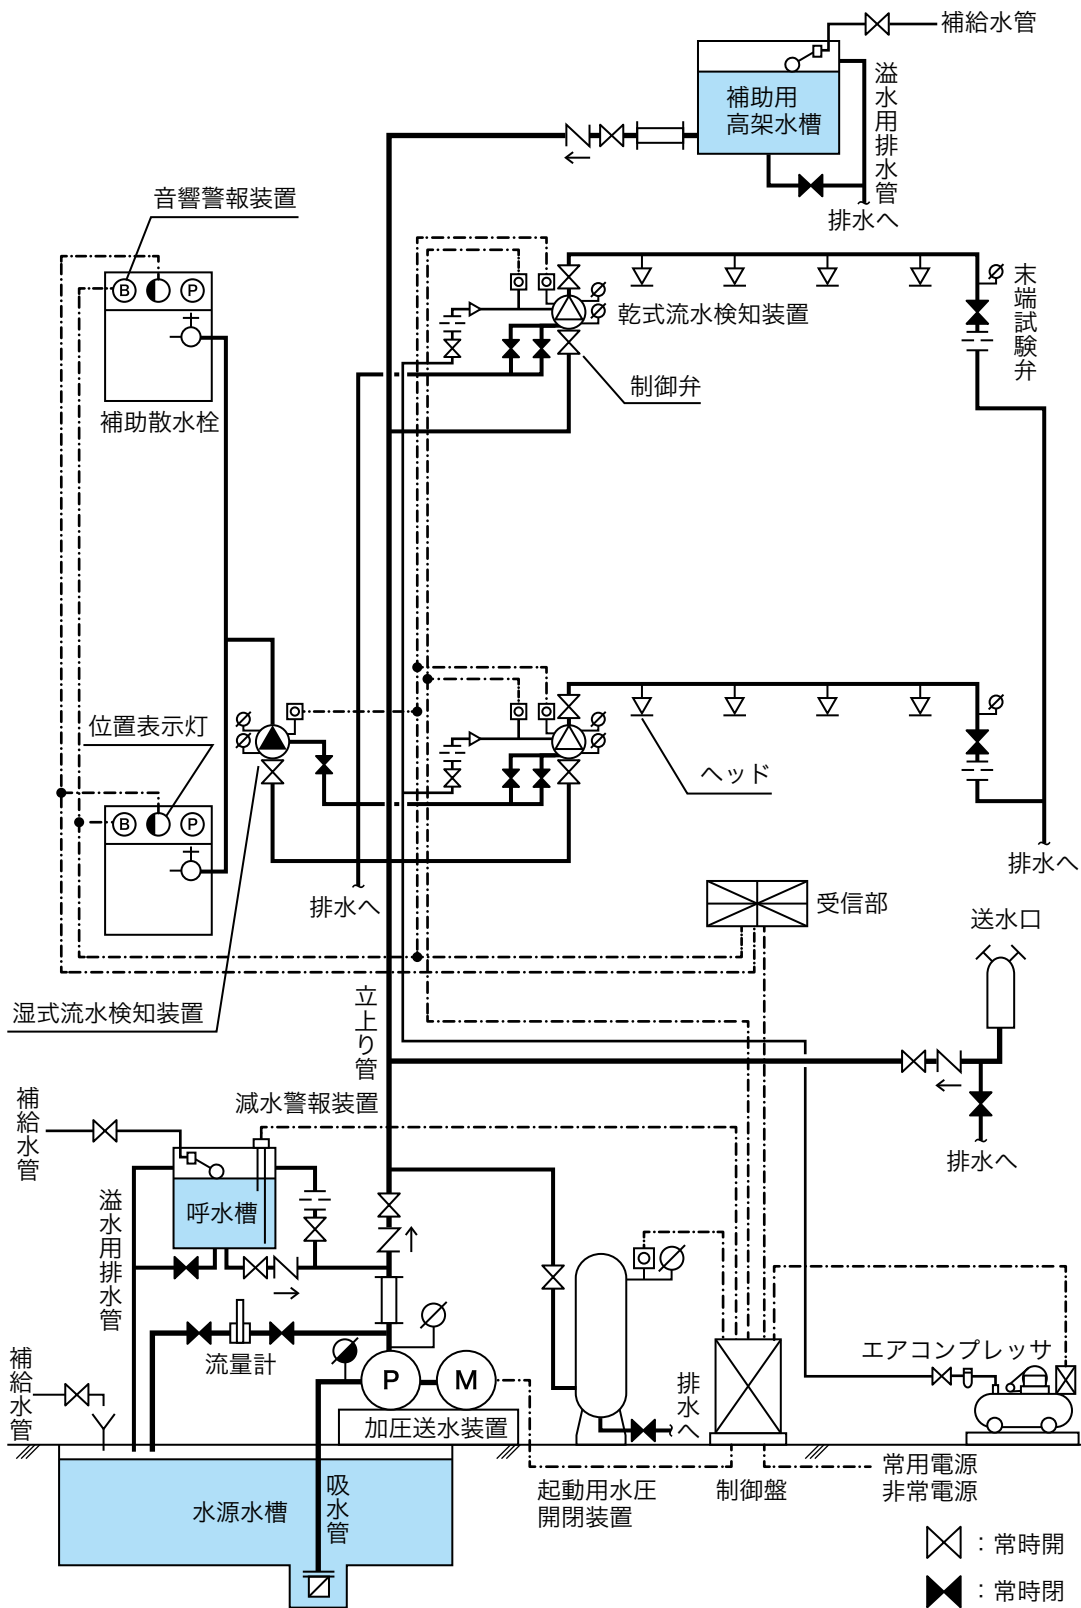 補給水管
補助用
高架水槽
溢水用排水管
排水へ
音響警報装置
B
P
補助散水栓
乾式流水検知装置
制御弁
末端試験弁
位置表示灯
B
P
ヘッド
排水へ
排水へ
受信部
送水口
湿式流水検知装置
立上り管
排水へ
補給水管
減水警報装置
呼水槽
溢水用排水管
流量計
補給水管
P
M
加圧送水装置
排水へ
エアコンプレッサ
水源水槽
吸水管
起動用水圧
開閉装置
制御盤
常用電源
非常電源
：常時開
：常時閉